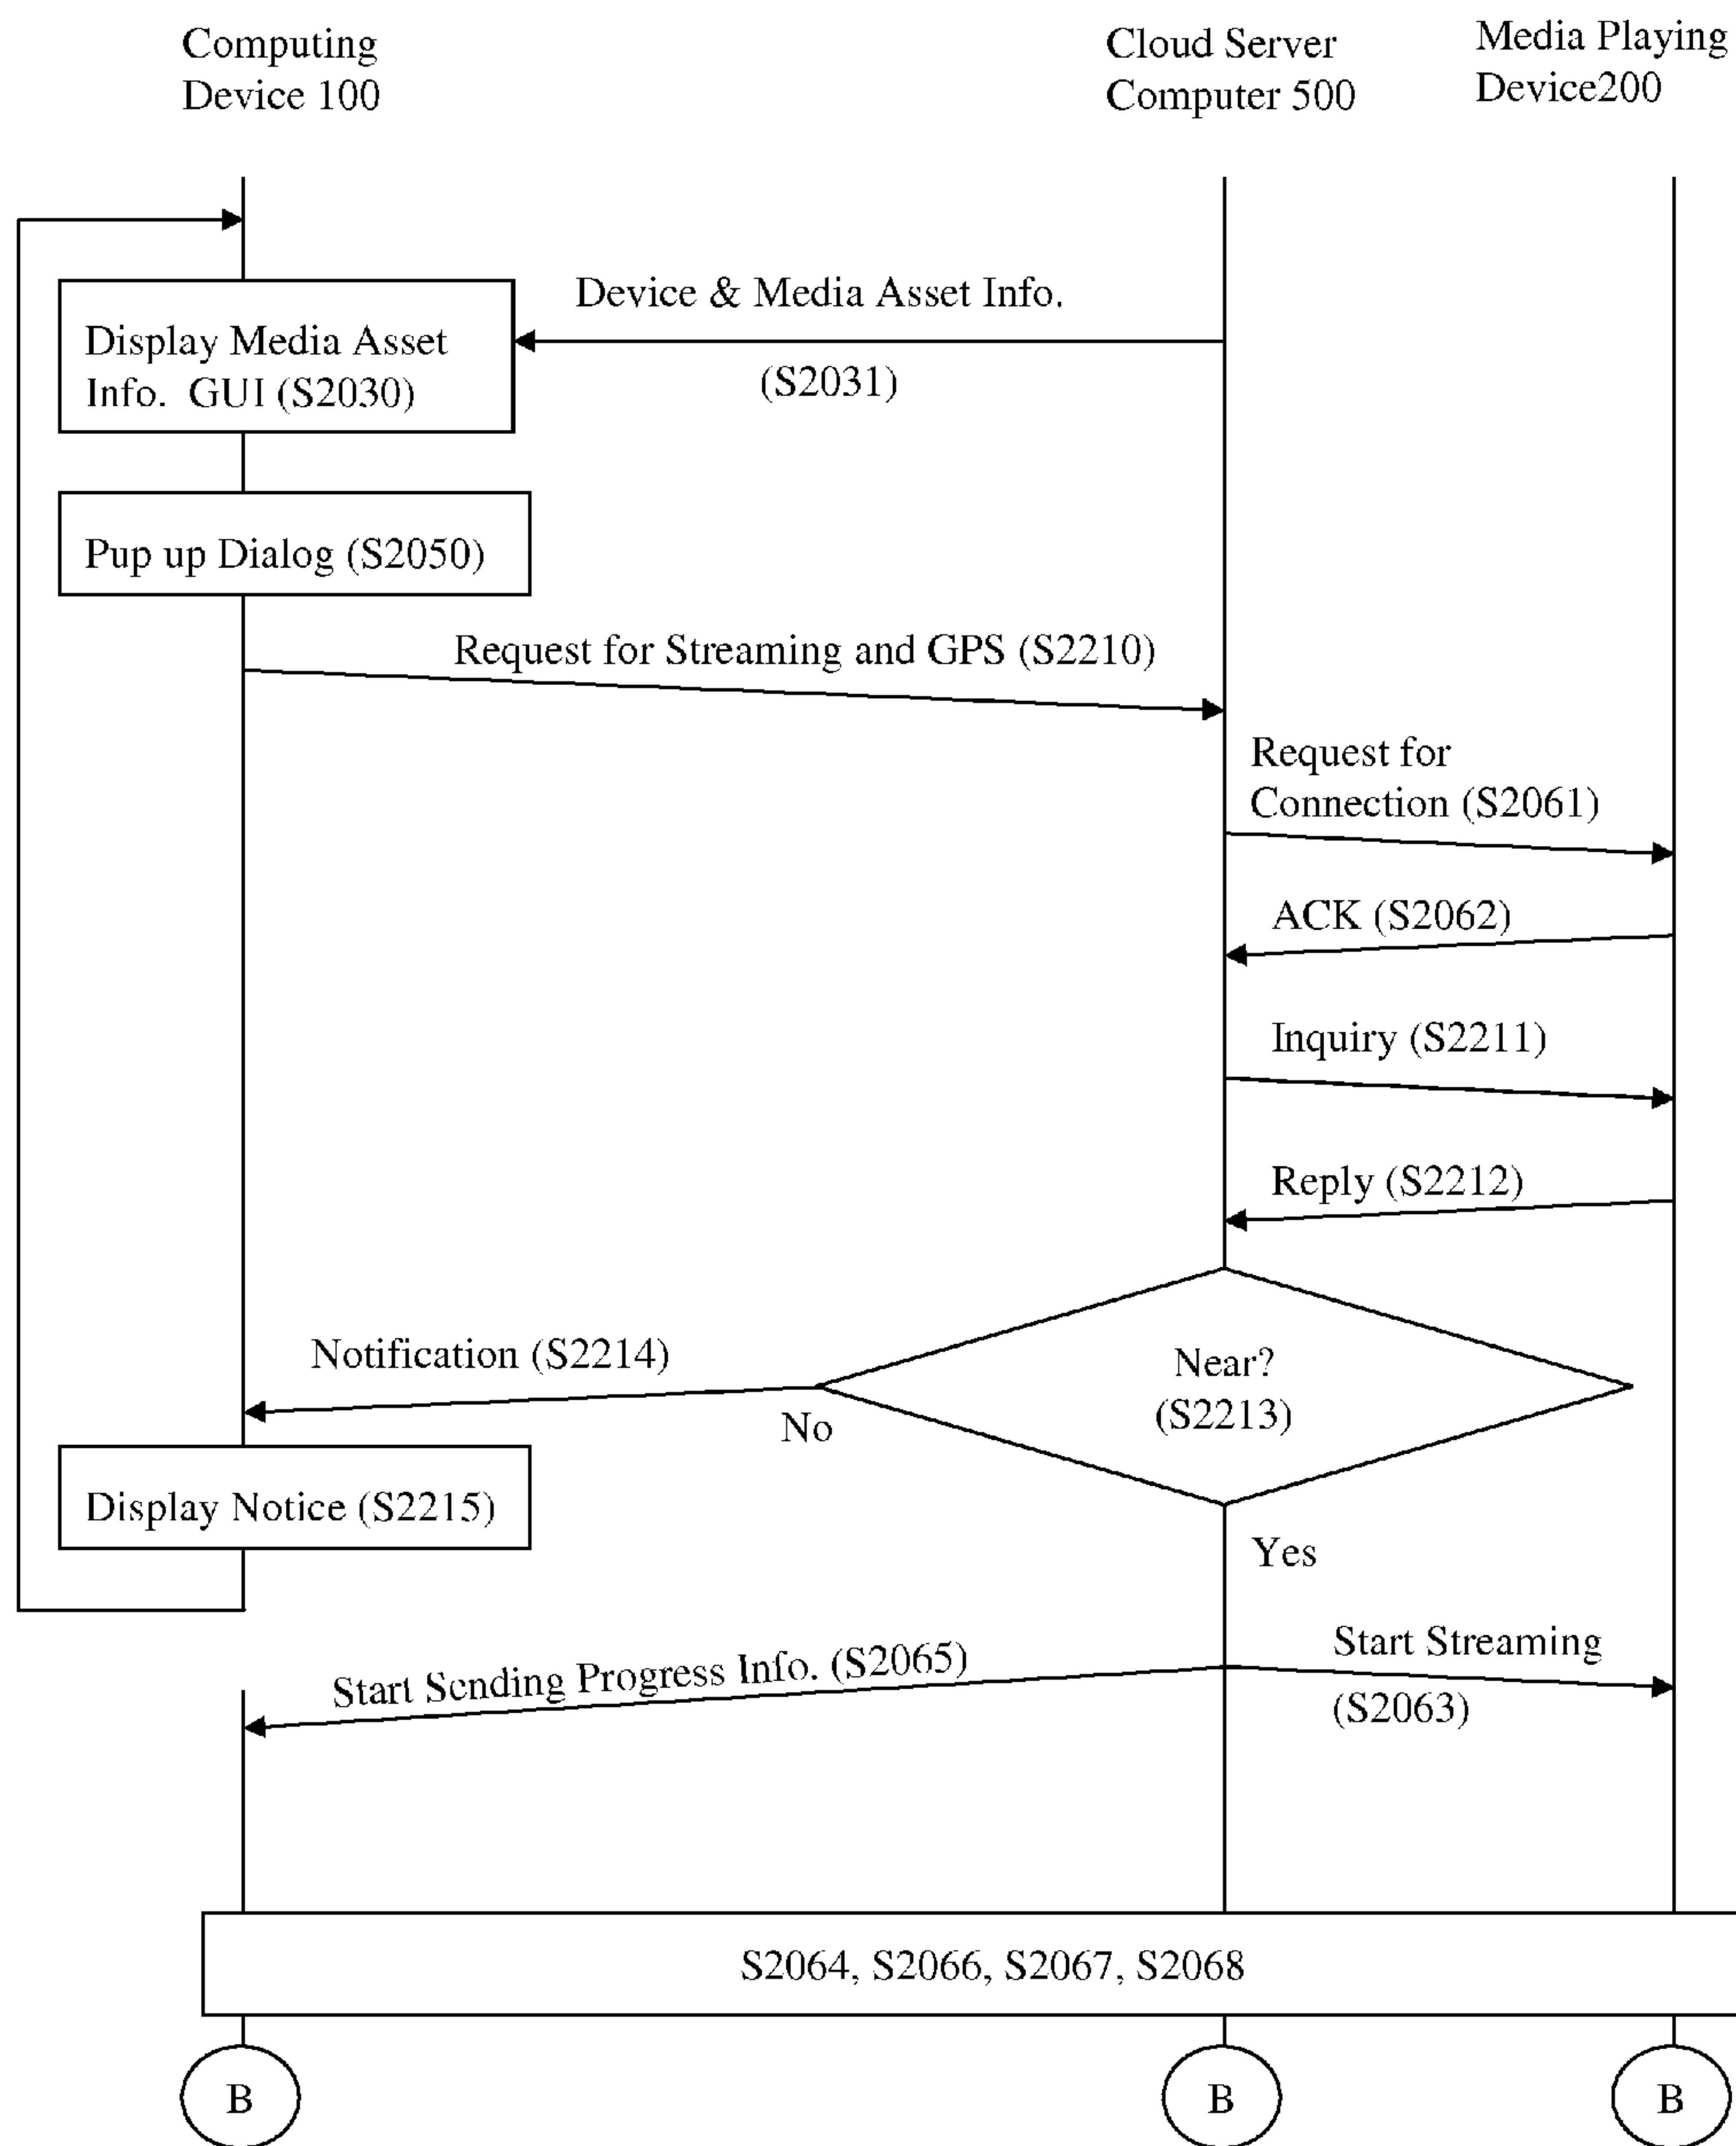 Computing
Device 100
Cloud Server
Computer 500
Media Playing
Device200
Device & Media Asset Info.
(S2031)
Display Media Asset
Info.  GUI (S2030)
Pup up Dialog (S2050)
Request for Streaming and GPS (S2210)
Request for
Connection (S2061)
ACK (S2062)
Inquiry (S2211)
Reply (S2212)
Near?
(S2213)
Notification (S2214)
No
Display Notice (S2215)
Yes
Start Streaming
(S2063)
Start Sending Progress Info. (S2065)
S2064, S2066, S2067, S2068
B
B
B